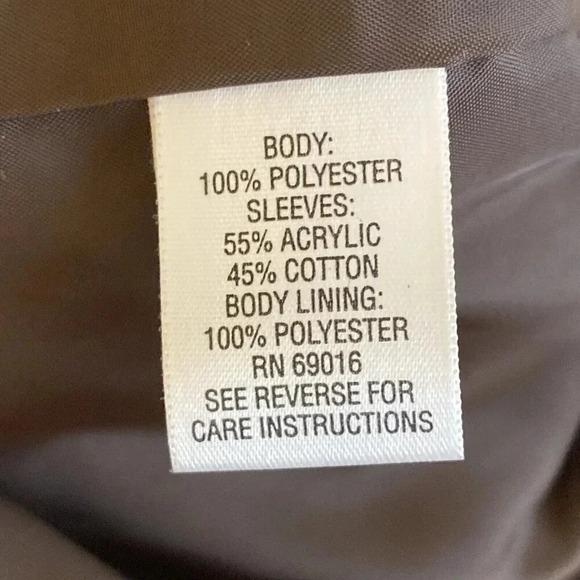 BODY:
100% POLYESTER
SLEEVES:
55% ACRYLIC
45% COTTON
BODY LINING:
100% POLYESTER
RN 69016
SEE REVERSE FOR
CARE INSTRUCTIONS